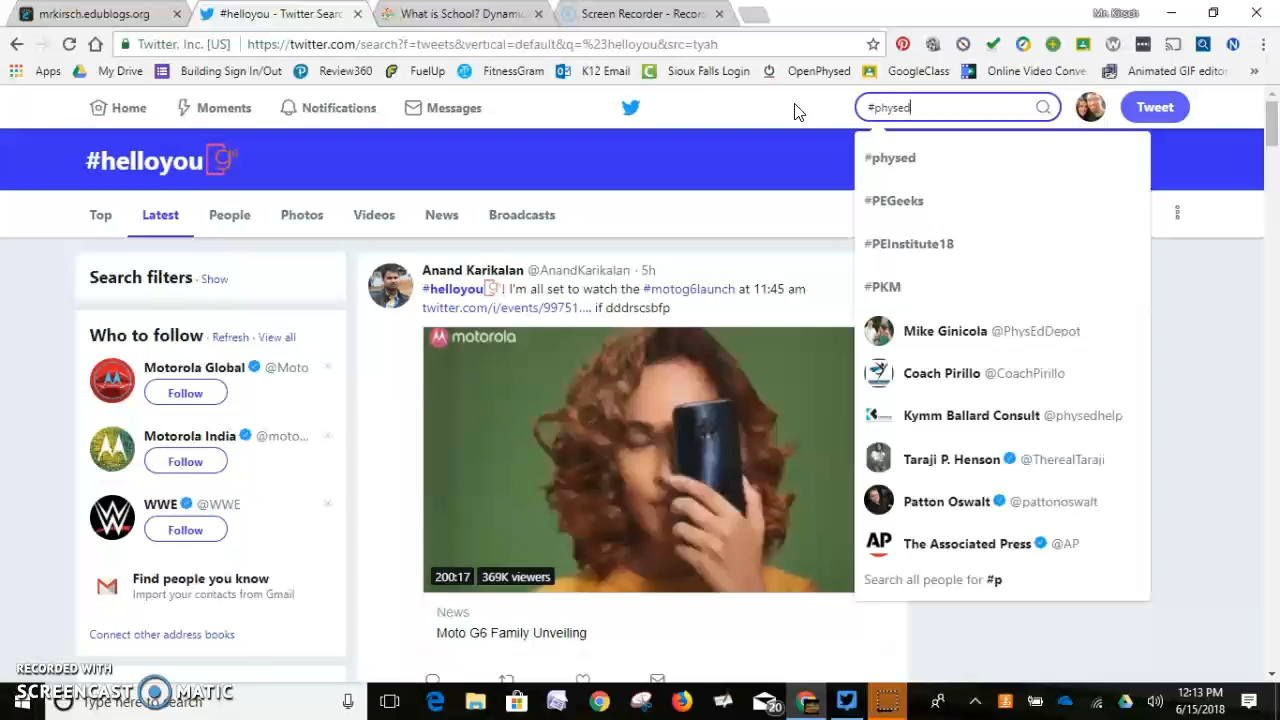 mrkirsch.edublogs.org
#helloyou - Twitter Searc
What is School? Dynamic
Screen Recorder - Record
Mr. Kirsch
Twitter, Inc. [US]
https://twitter.com/search?f=tweets&vertical=default&q=%23helloyou&src=tyah
Apps
My Drive
Building Sign In/Out
Review360
FuelUp
FitnessGram
K12 Email
Sioux Falls Login
OpenPhysed
GoogleClass
Online Video Conve
Animated GIF editor
Home
Moments
Notifications
Messages
#physed
Tweet
#helloyou
#physed
#PEGeeks
#PEInstitute18
#PKM
Mike Ginicola @PhysEdDepot
Coach Pirillo @CoachPirillo
Kymm Ballard Consult @physedhelp
Taraji P. Henson @TherealTaraji
Patton Oswalt @pattonoswalt
AP
The Associated Press @AP
Search all people for #p
Top
Latest
People
Photos
Videos
News
Broadcasts
Search filters · Show
Who to follow · Refresh · View all
Motorola Global @Moto
Follow
Motorola India @moto...
Follow
WWE @WWE
Follow
Find people you know
Import your contacts from Gmail
Connect other address books
Anand Karikalan @AnandKarikalan · 5h
#helloyou ! I'm all set to watch the #motog6launch at 11:45 am
twitter.com/i/events/99751.... if dddrscsbfp
motorola
200:17
369K viewers
News
Moto G6 Family Unveiling
RECORDED WITH
SCREENCAST MATIC
Type here to search
20
12:13 PM
6/15/2018